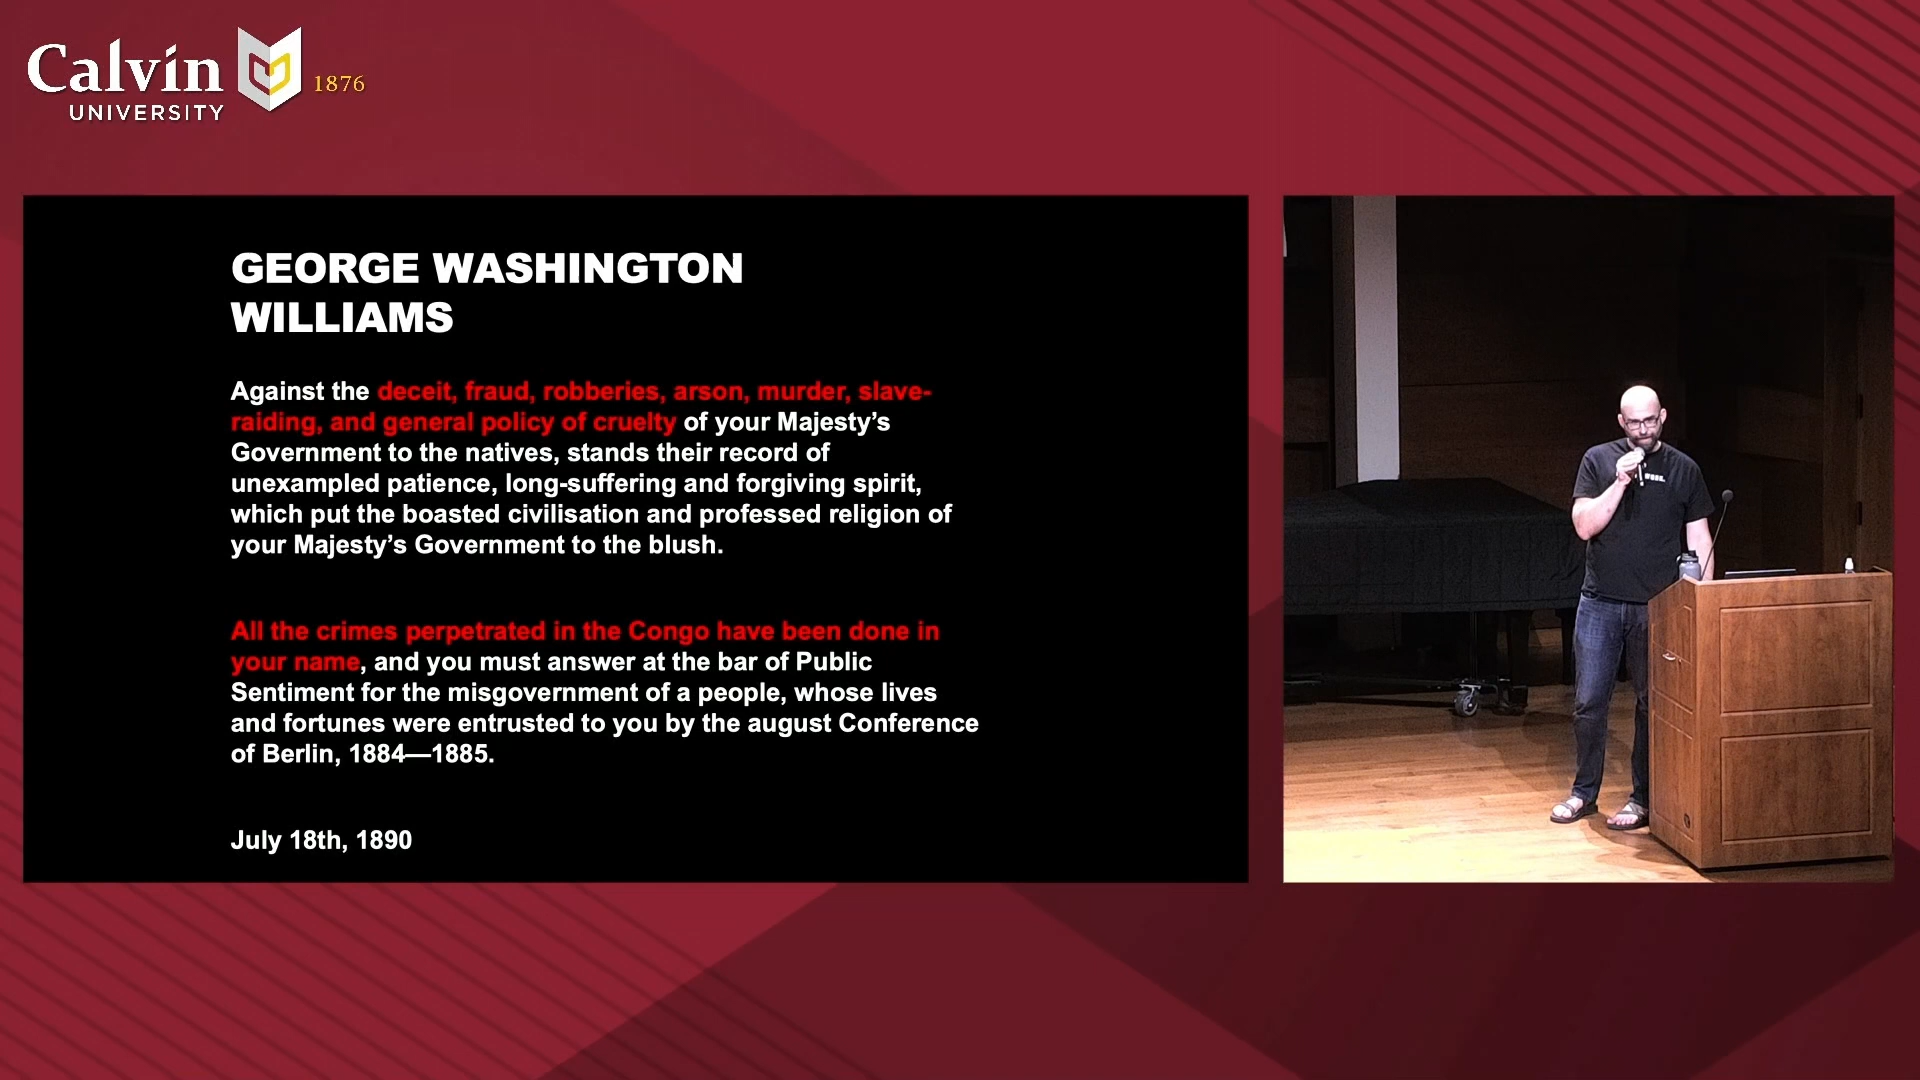 Calvin
UNIVERSITY
1876
GEORGE WASHINGTON
WILLIAMS
Against the deceit, fraud, robberies, arson, murder, slave-
raiding, and general policy of cruelty of your Majesty’s
Government to the natives, stands their record of
unexampled patience, long-suffering and forgiving spirit,
which put the boasted civilisation and professed religion of
your Majesty’s Government to the blush.
All the crimes perpetrated in the Congo have been done in
your name, and you must answer at the bar of Public
Sentiment for the misgovernment of a people, whose lives
and fortunes were entrusted to you by the august Conference
of Berlin, 1884—1885.
July 18th, 1890